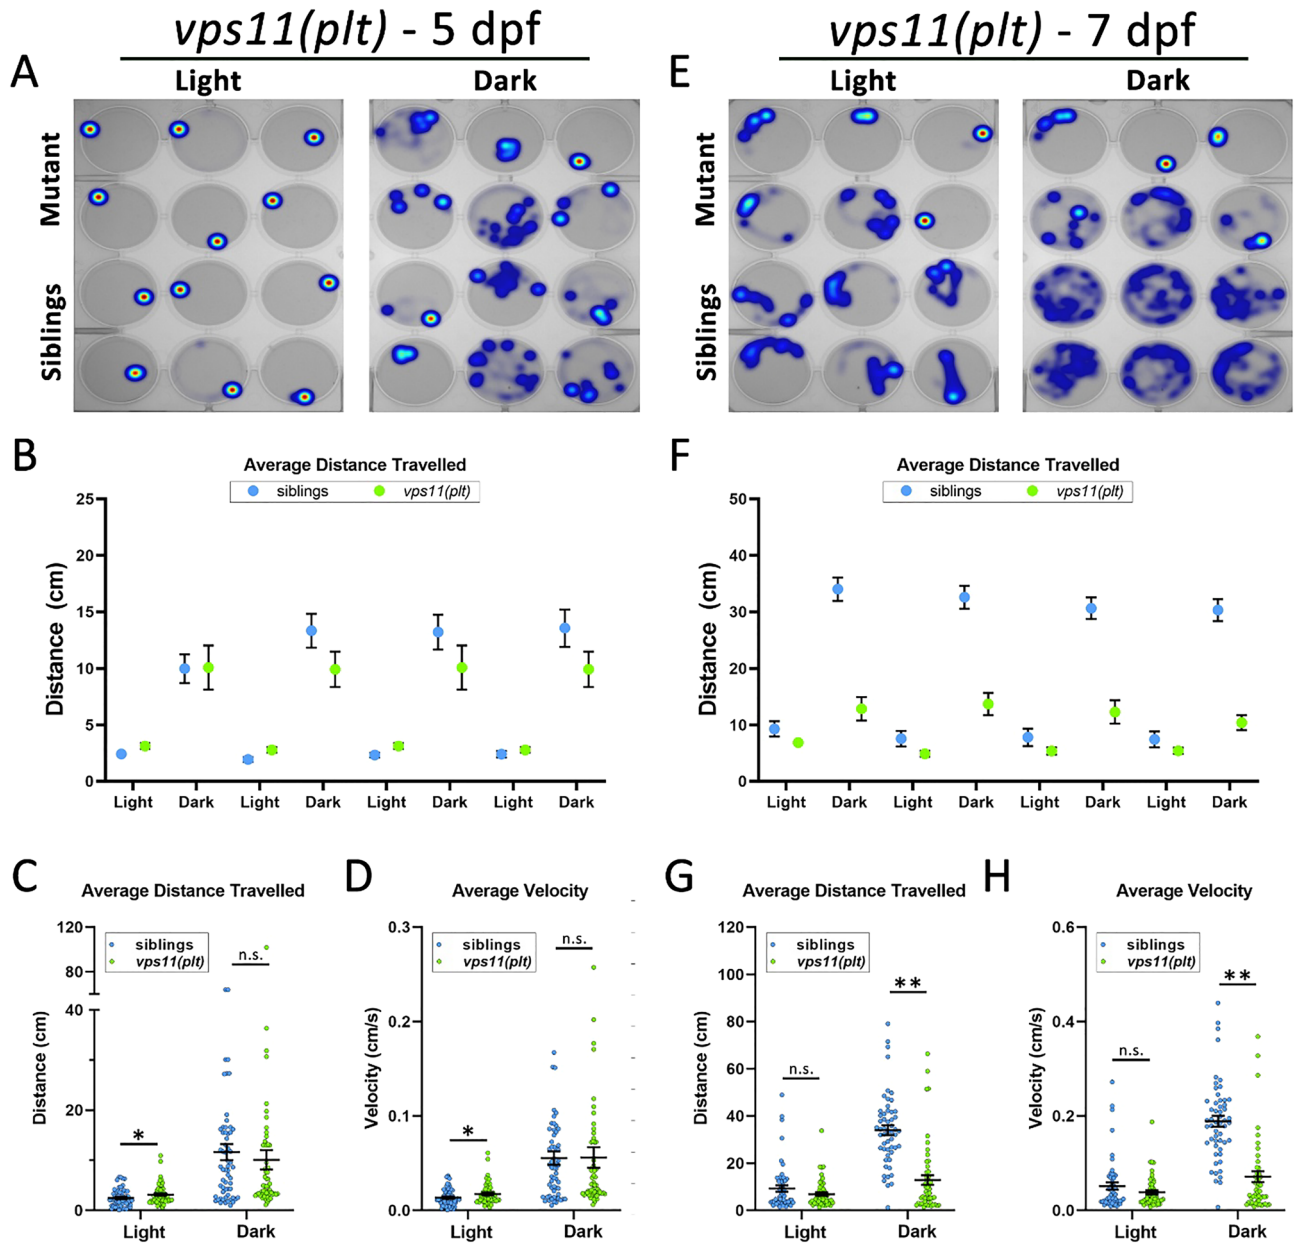 vps11(plt) - 5 dpf
A
Light
Dark
Mutant
Siblings
B
Average Distance Travelled
siblings
vps11(plt)
Distance (cm)
25
20
15
10
5
0
Light Dark Light Dark Light Dark Light Dark
C
Average Distance Travelled
siblings
vps11(plt)
Distance (cm)
120
80
40
20
0
n.s.
*
Light Dark
D
Average Velocity
siblings
vps11(plt)
Velocity (cm/s)
0.3
0.2
0.1
0.0
n.s.
*
Light Dark
vps11(plt) - 7 dpf
E
Light
Dark
Mutant
Siblings
F
Average Distance Travelled
siblings
vps11(plt)
Distance (cm)
50
40
30
20
10
0
Light Dark Light Dark Light Dark Light Dark
G
Average Distance Travelled
siblings
vps11(plt)
Distance (cm)
120
100
80
60
40
20
0
**
n.s.
Light Dark
H
Average Velocity
siblings
vps11(plt)
Velocity (cm/s)
0.6
0.4
0.2
0.0
**
n.s.
Light Dark